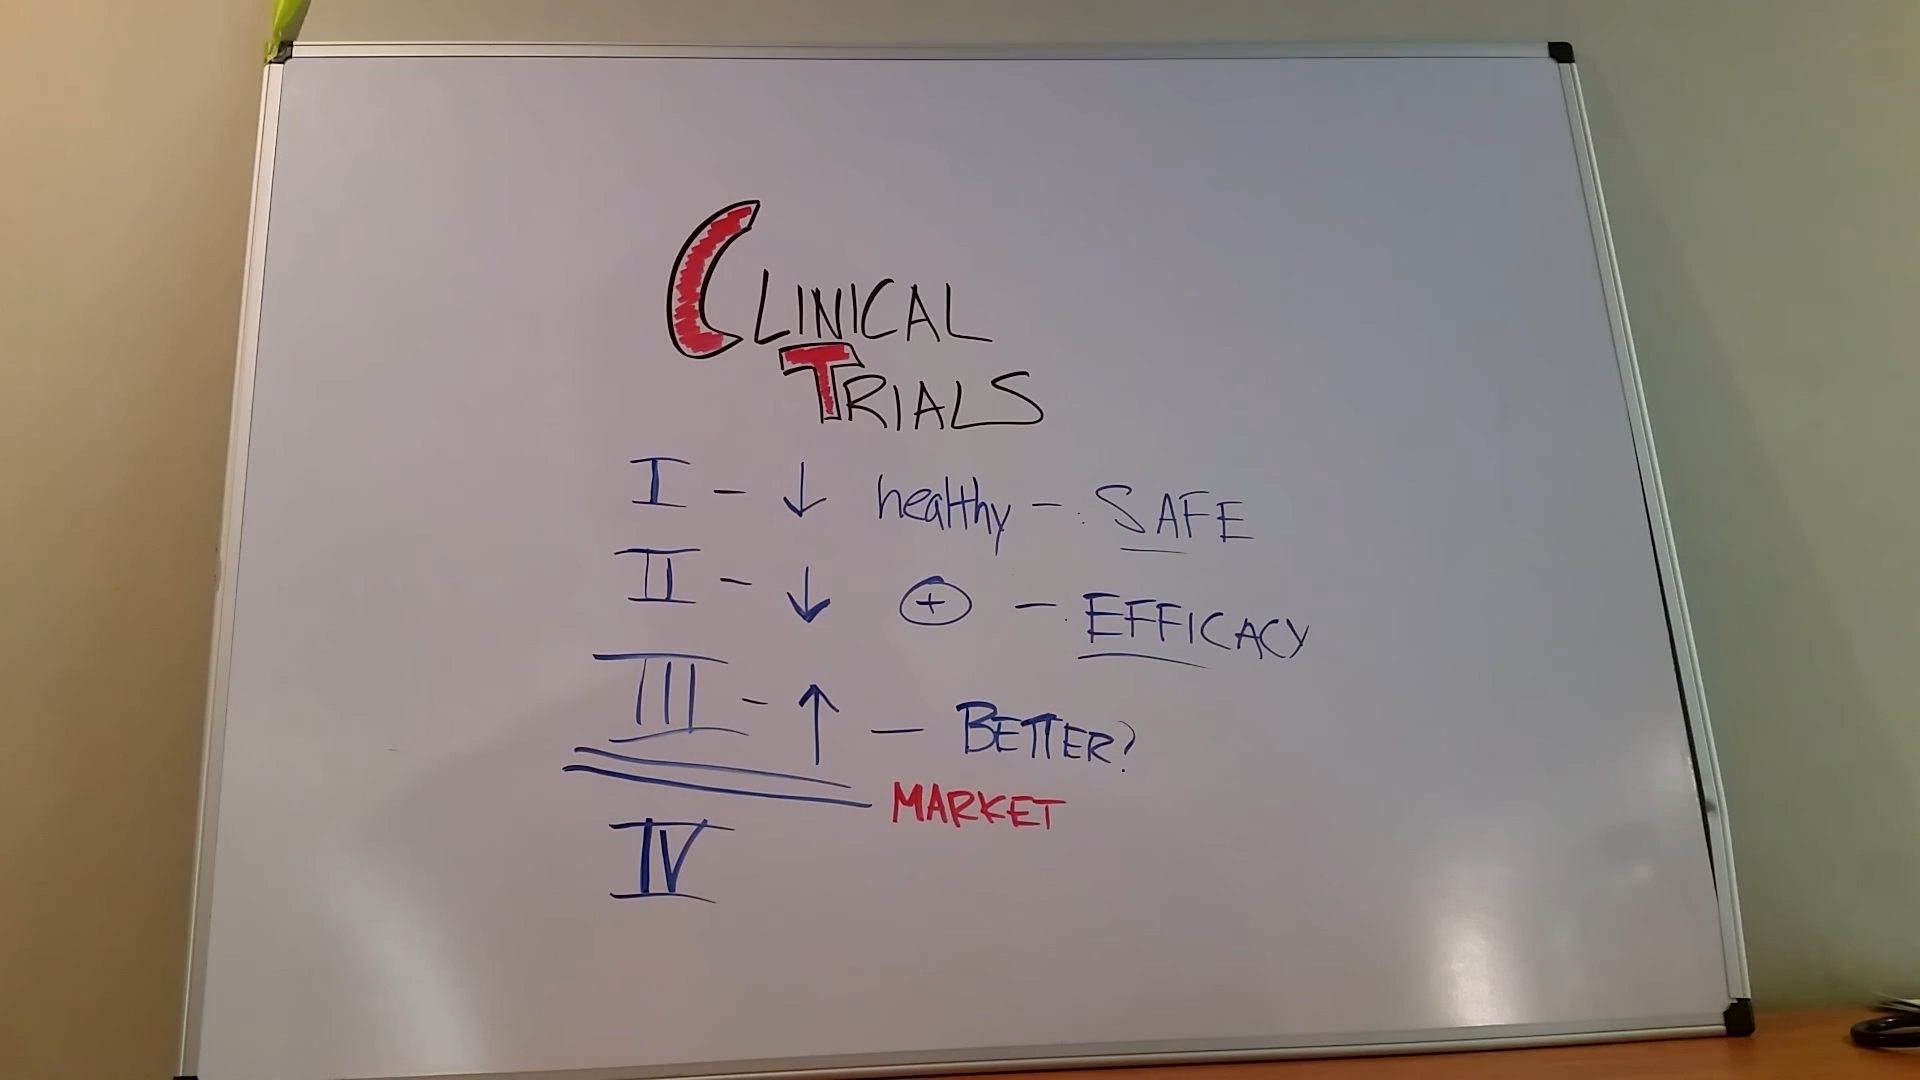 CLINICAL
TRIALS
I - ↓ healthy - SAFE
II - ↓ ⊕ - EFFICACY
III - ↑ - BETTER?
MARKET
IV